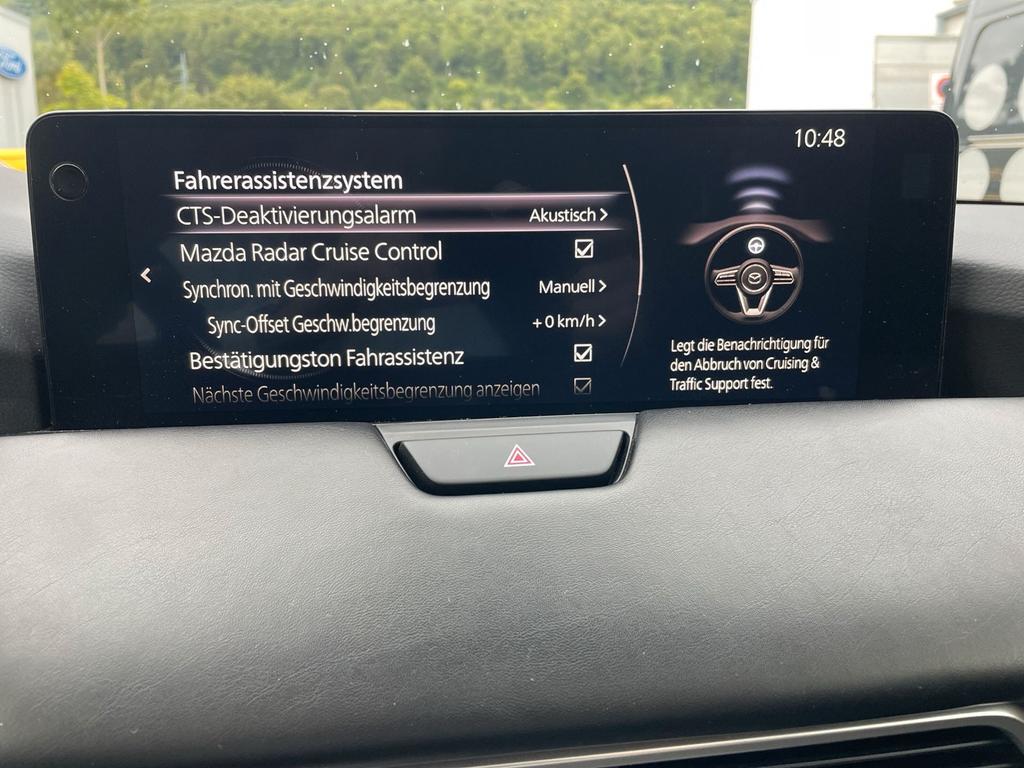 Ford
10:48
Fahrerassistenzsystem
CTS-Deaktivierungsalarm Akustisch
Mazda Radar Cruise Control
Synchron. mit Geschwindigkeitsbegrenzung Manuell
Sync-Offset Geschw.begrenzung +0 km/h
Bestätigungston Fahrassistenz
Nächste Geschwindigkeitsbegrenzung anzeigen
Legt die Benachrichtigung für
den Abbruch von Cruising &
Traffic Support fest.